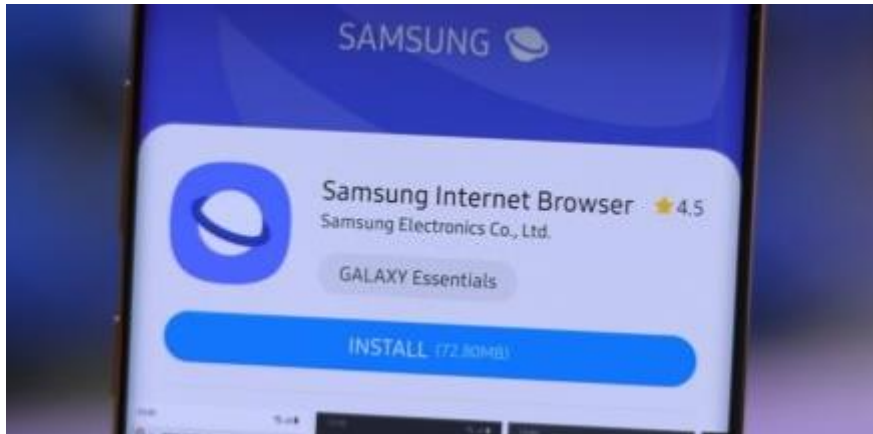 SAMSUNG
Samsung Internet Browser ★4.5
Samsung Electronics Co., Ltd.
GALAXY Essentials
INSTALL (72.80MB)